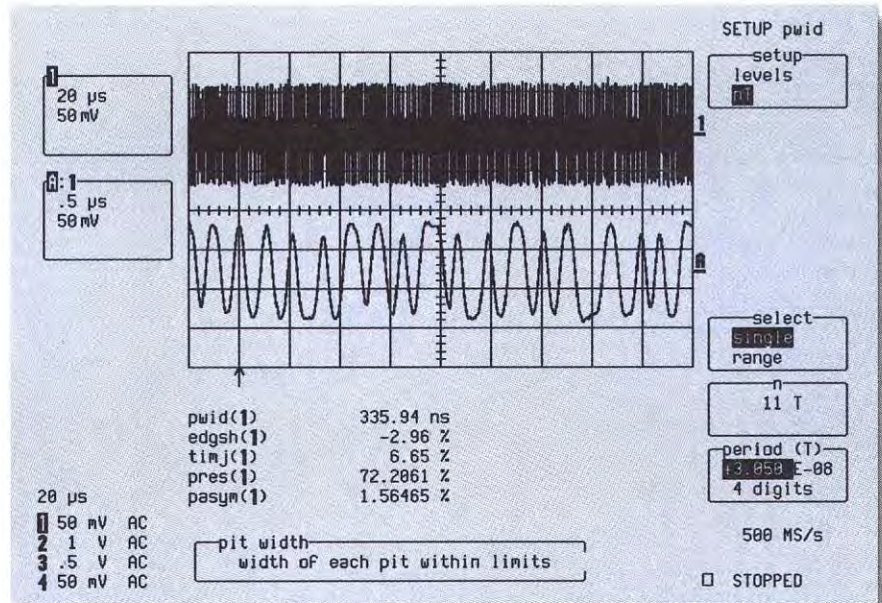 SETUP pwid
setup
levels
n1
1
20 µs
50 mV
A:1
.5 µs
50 mV
1
A
select
single
range
n
11 T
period (T)
+3.050 E-08
4 digits
pwid(1) 335.94 ns
edgsh(1) -2.96 %
timj(1) 6.65 %
pres(1) 72.2061 %
pasym(1) 1.56465 %
20 µs
1 50 mV AC
2 1 V AC
3 .5 V AC
4 50 mV AC
pit width
width of each pit within limits
500 MS/s
STOPPED